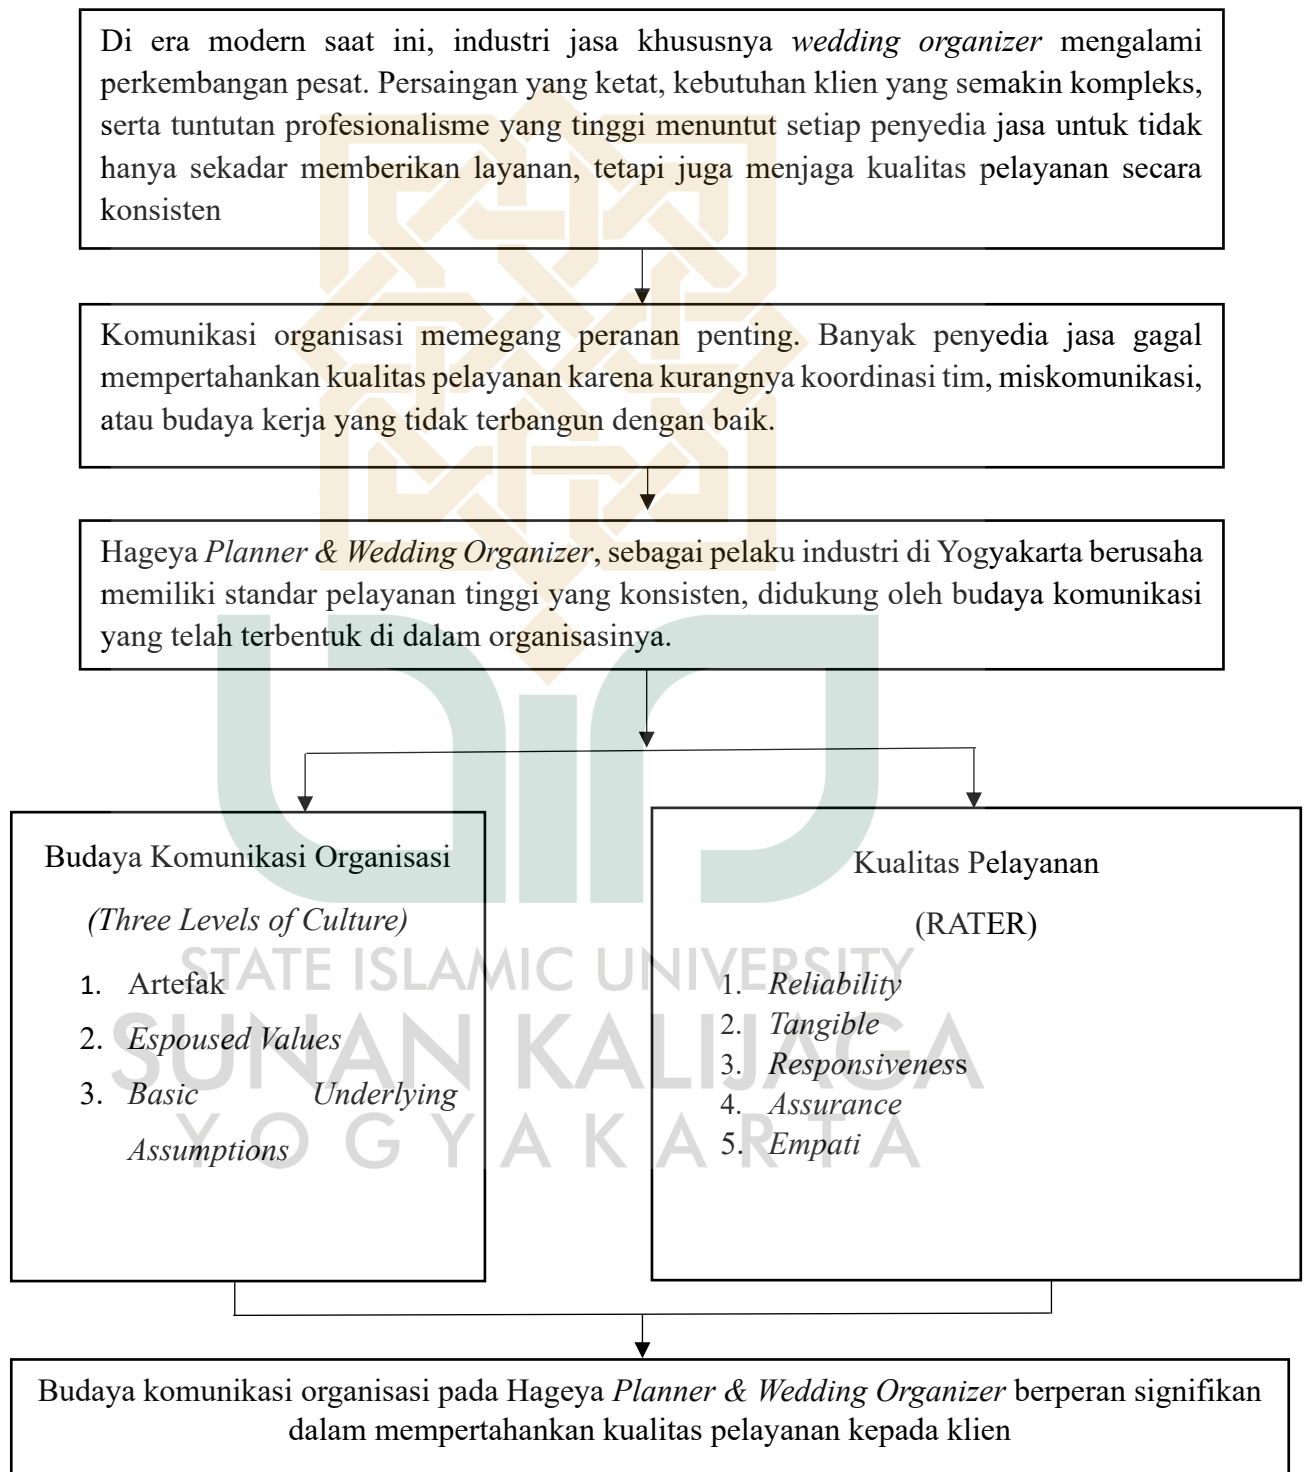 Di era modern saat ini, industri jasa khususnya wedding organizer mengalami
perkembangan pesat. Persaingan yang ketat, kebutuhan klien yang semakin kompleks,
serta tuntutan profesionalisme yang tinggi menuntut setiap penyedia jasa untuk tidak
hanya sekadar memberikan layanan, tetapi juga menjaga kualitas pelayanan secara
konsisten
Komunikasi organisasi memegang peranan penting. Banyak penyedia jasa gagal
mempertahankan kualitas pelayanan karena kurangnya koordinasi tim, miskomunikasi,
atau budaya kerja yang tidak terbangun dengan baik.
Hageya Planner & Wedding Organizer, sebagai pelaku industri di Yogyakarta berusaha
memiliki standar pelayanan tinggi yang konsisten, didukung oleh budaya komunikasi
yang telah terbentuk di dalam organisasinya.
Budaya Komunikasi Organisasi
(Three Levels of Culture)
1. Artefak
2. Espoused Values
3. Basic Underlying
Assumptions
Kualitas Pelayanan
(RATER)
1. Reliability
2. Tangible
3. Responsiveness
4. Assurance
5. Empati
STATE ISLAMIC UNIVERSITY
SUNAN KALIJAGA
YOGYAKARTA
Budaya komunikasi organisasi pada Hageya Planner & Wedding Organizer berperan signifikan
dalam mempertahankan kualitas pelayanan kepada klien